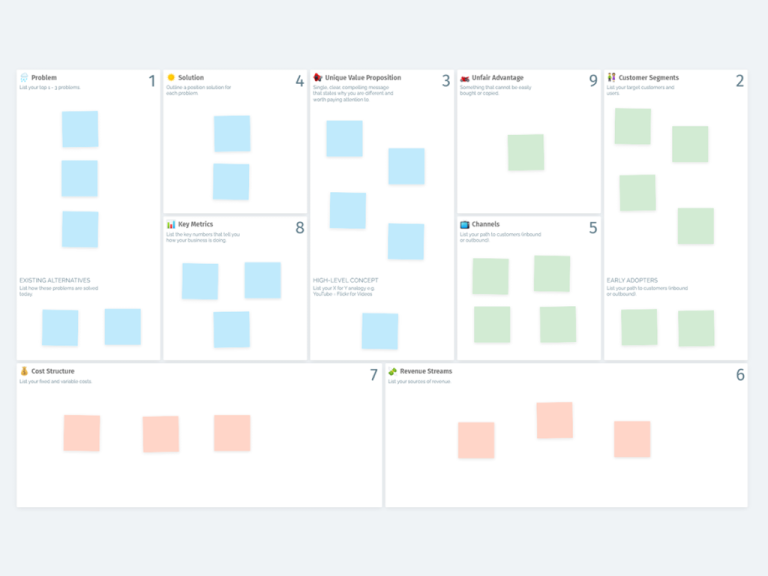 Problem
1
List your top 1 - 3 problems.
EXISTING ALTERNATIVES
List how these problems are solved
today.
Solution
4
Outline a possible solution for
each problem.
Key Metrics
8
List the key numbers that tell you
how your business is doing.
Unique Value Proposition
3
Single, clear, compelling message
that states why you are different and
worth paying attention to.
HIGH-LEVEL CONCEPT
List your X for Y analogy e.g.
YouTube = Flickr for Videos
Unfair Advantage
9
Something that cannot be easily
bought or copied.
Channels
5
List your path to customers (inbound
or outbound).
Customer Segments
2
List your target customers and
users.
EARLY ADOPTERS
List your path to customers (inbound
or outbound).
Cost Structure
7
List your fixed and variable costs.
Revenue Streams
6
List your sources of revenue.